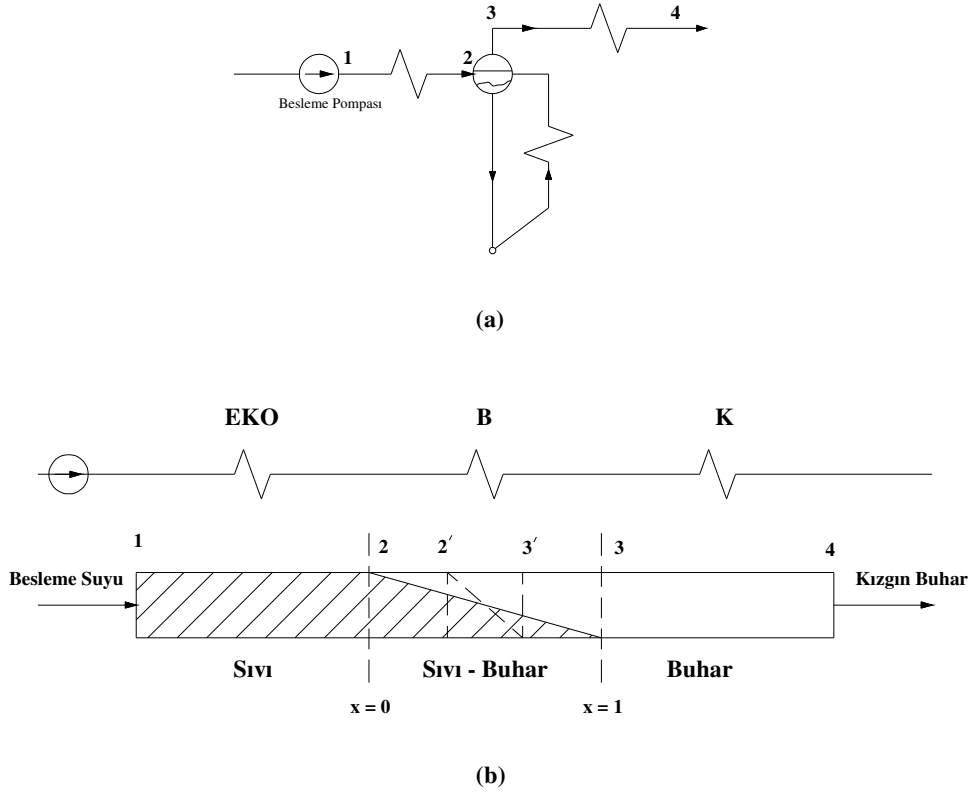 3 4
1 2
Besleme Pompası
(a)
EKO B K
1 2 2′ 3′ 3 4
Besleme Suyu Kızgın Buhar
Sıvı Sıvı - Buhar Buhar
x = 0 x = 1
(b)